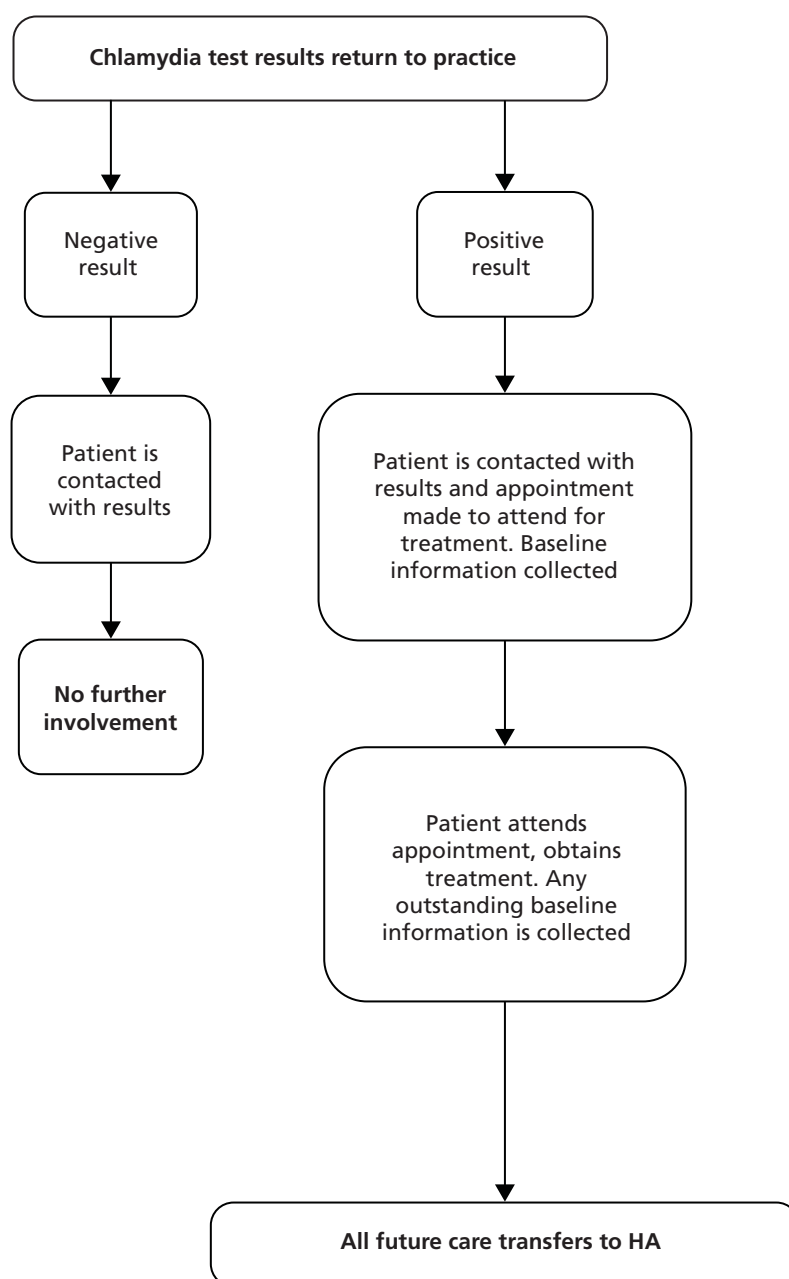 Chlamydia test results return to practice
Negative
result
Positive
result
Patient is
contacted
with results
Patient is contacted with
results and appointment
made to attend for
treatment. Baseline
information collected
No further
involvement
Patient attends
appointment, obtains
treatment. Any
outstanding baseline
information is collected
All future care transfers to HA